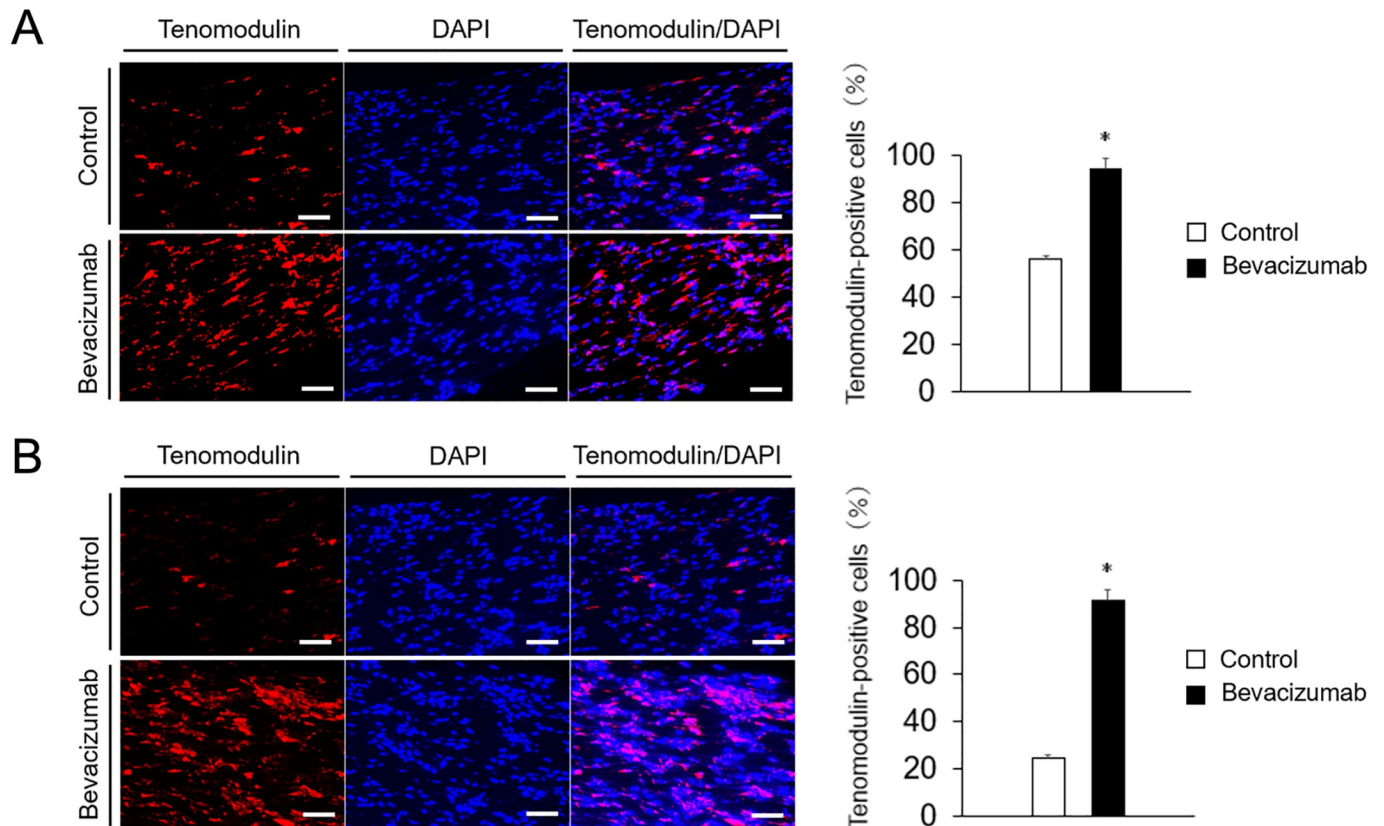 A
Tenomodulin DAPI Tenomodulin/DAPI
Control
Bevacizumab
Tenomodulin-positive cells (%)
100
80
60
40
20
0
*
Control
Bevacizumab
B
Tenomodulin DAPI Tenomodulin/DAPI
Control
Bevacizumab
Tenomodulin-positive cells (%)
100
80
60
40
20
0
*
Control
Bevacizumab